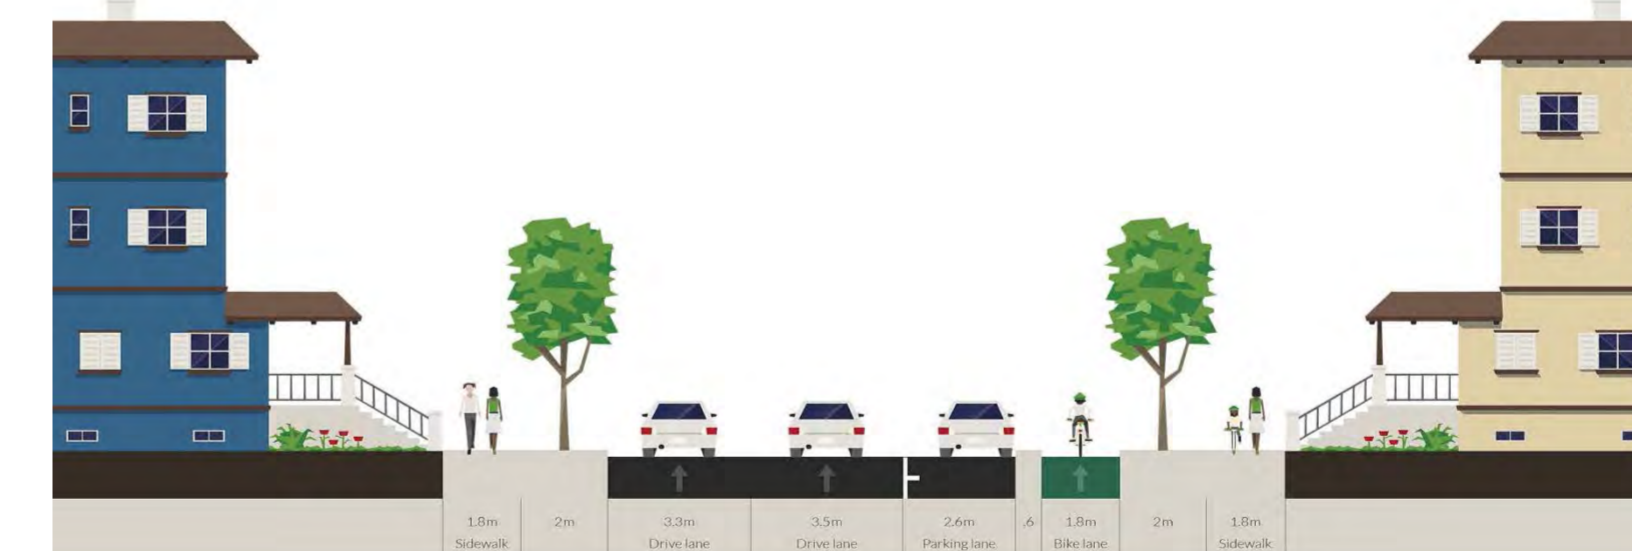 1.8m 2m 3.3m 3.5m 2.6m .6 1.8m 2m 1.8m
Sidewalk Drive lane Drive lane Parking lane Bike lane Sidewalk